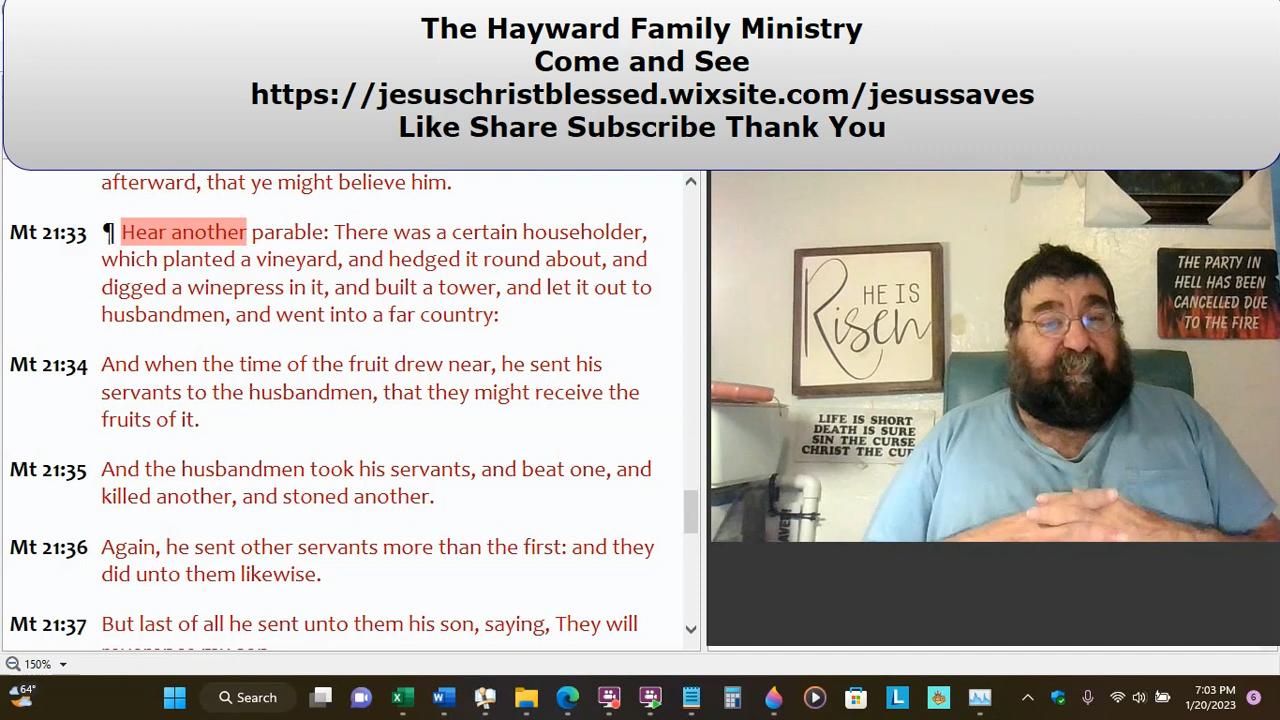 The Hayward Family Ministry
Come and See
https://jesuschristblessed.wixsite.com/jesussaves
Like Share Subscribe Thank You
afterward, that ye might believe him.
Mt 21:33 ¶ Hear another parable: There was a certain householder,
which planted a vineyard, and hedged it round about, and
digged a winepress in it, and built a tower, and let it out to
husbandmen, and went into a far country:
Mt 21:34 And when the time of the fruit drew near, he sent his
servants to the husbandmen, that they might receive the
fruits of it.
Mt 21:35 And the husbandmen took his servants, and beat one, and
killed another, and stoned another.
Mt 21:36 Again, he sent other servants more than the first: and they
did unto them likewise.
Mt 21:37 But last of all he sent unto them his son, saying, They will
HE IS
Risen
THE PARTY IN
HELL HAS BEEN
CANCELLED DUE
TO THE FIRE
LIFE IS SHORT
DEATH IS SURE
SIN THE CURSE
CHRIST THE CU
150%
64°
Search
7:03 PM
1/20/2023
6